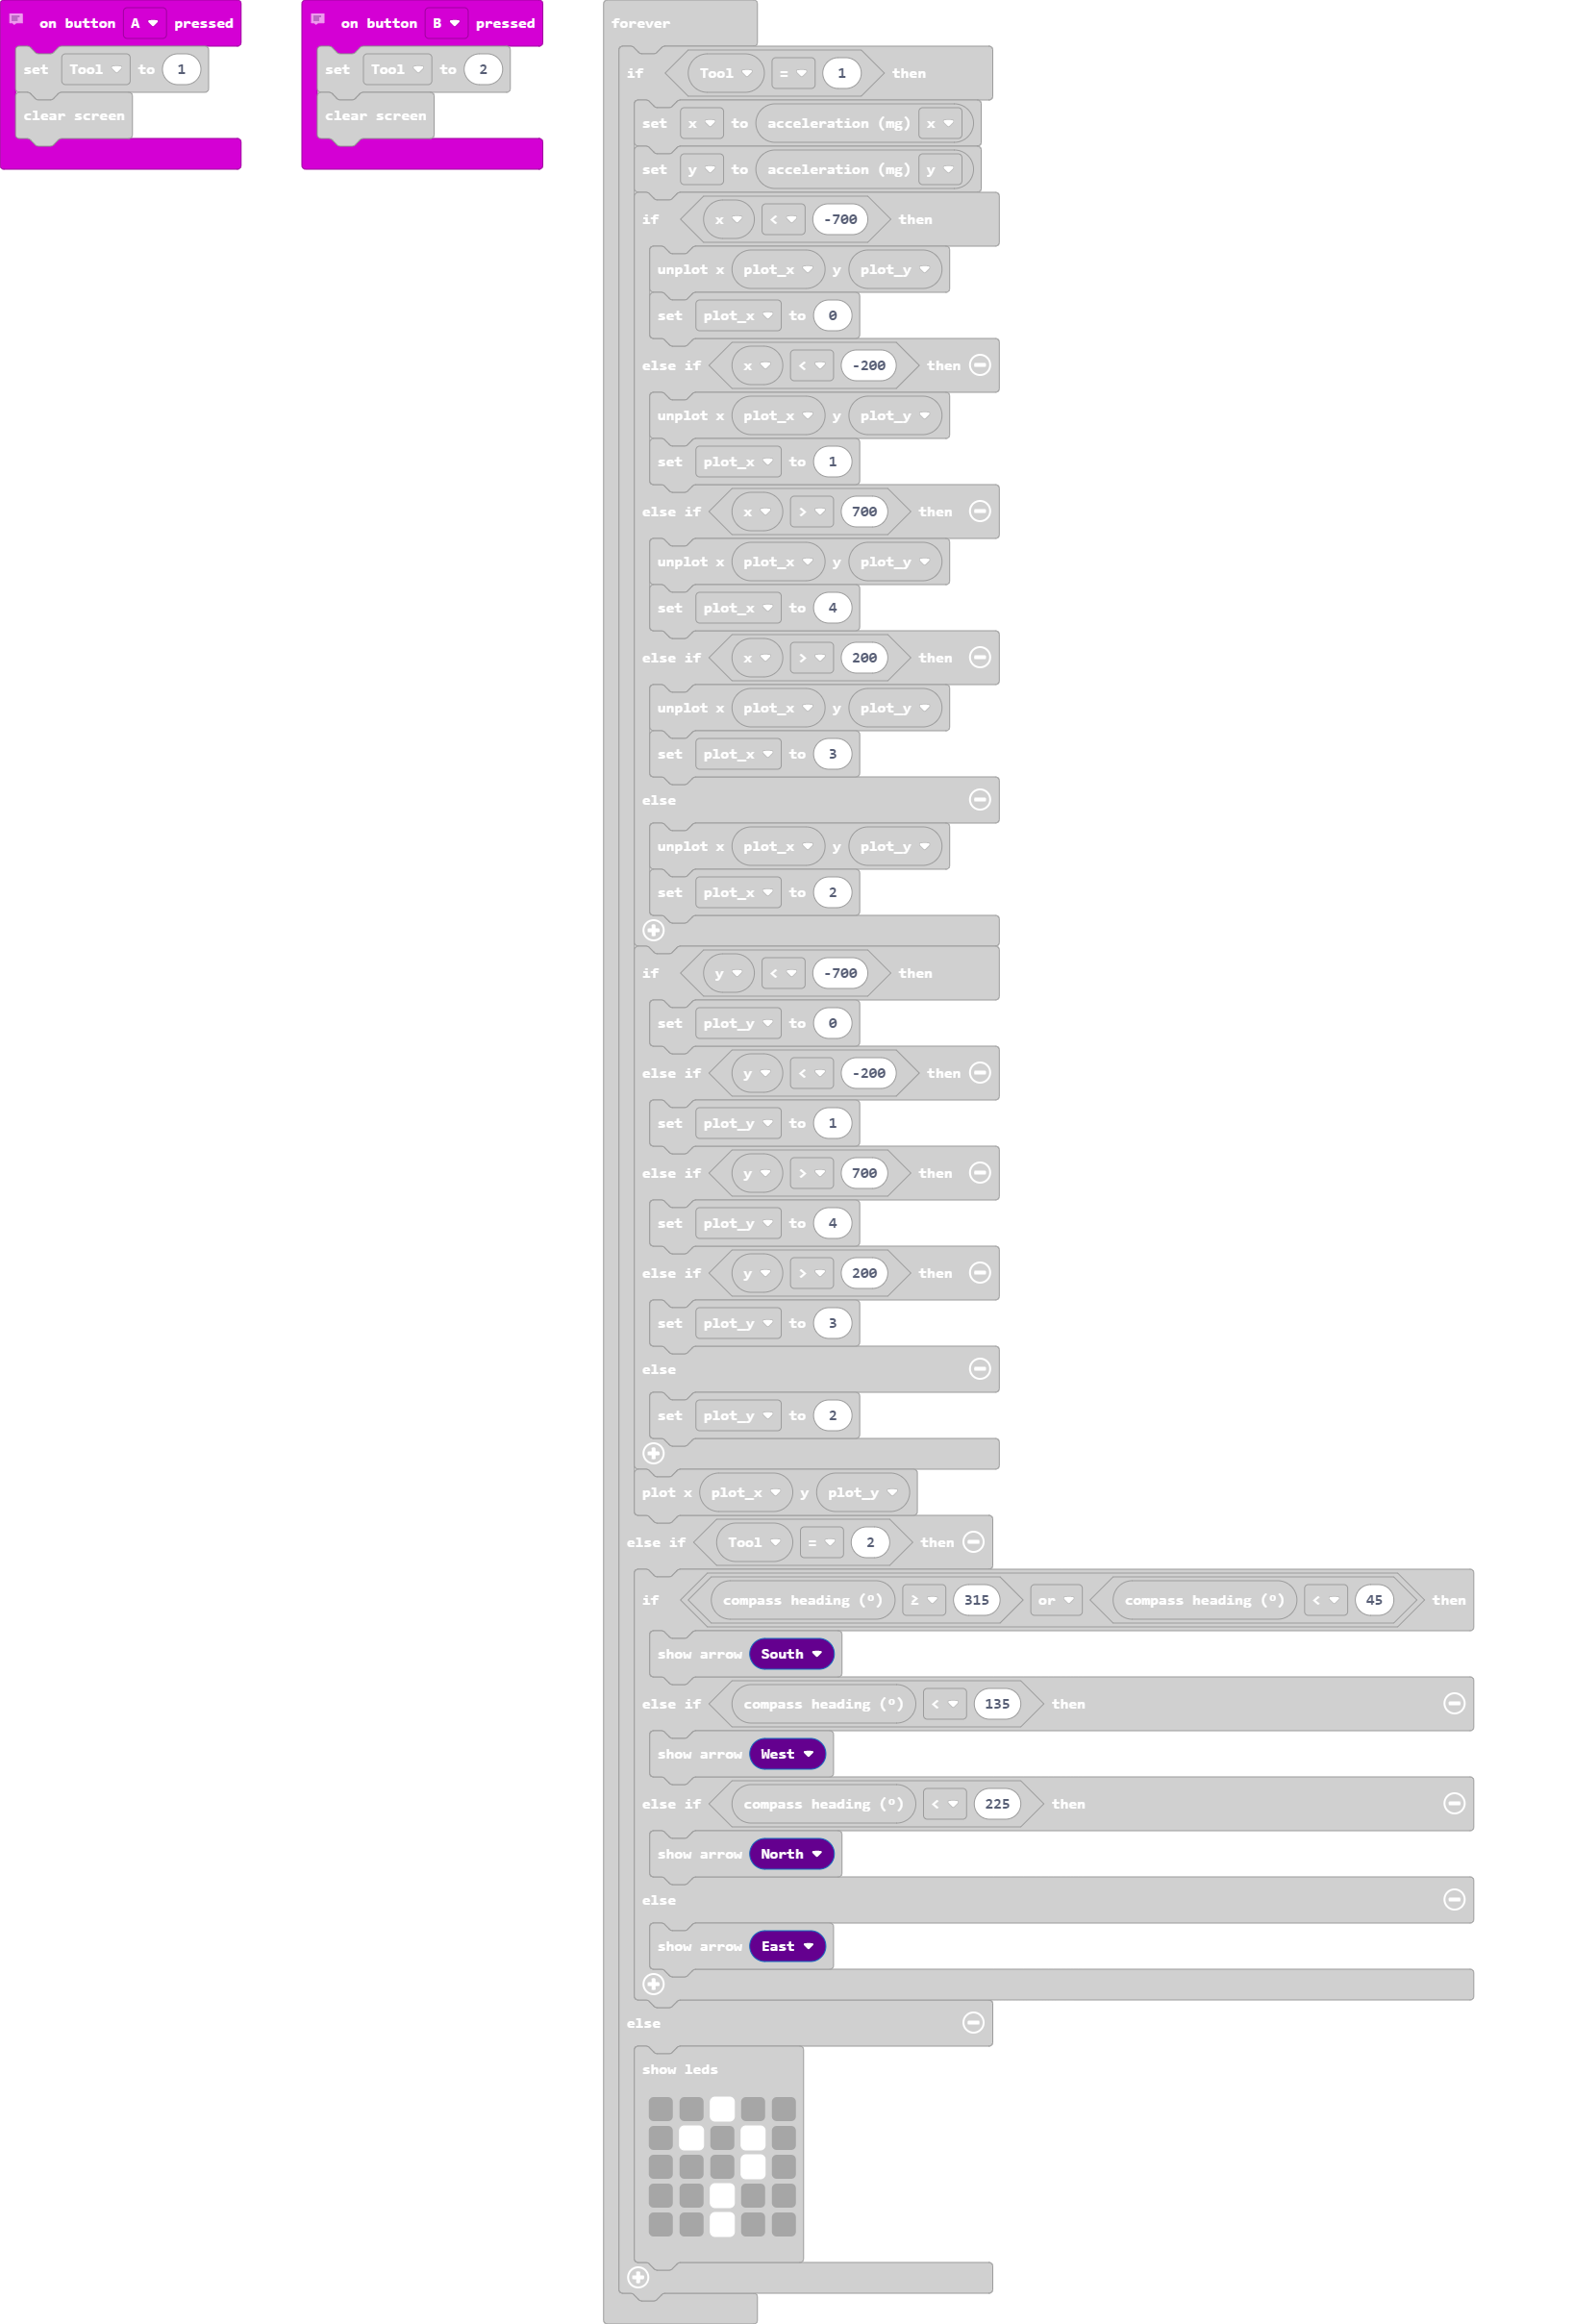 on button A pressed
set Tool to 1
clear screen
on button B pressed
set Tool to 2
clear screen
forever
if Tool = 1 then
set x to acceleration (mg) x
set y to acceleration (mg) y
if x < -700 then
unplot x plot_x y plot_y
set plot_x to 0
else if x < -200 then
unplot x plot_x y plot_y
set plot_x to 1
else if x > 700 then
unplot x plot_x y plot_y
set plot_x to 4
else if x > 200 then
unplot x plot_x y plot_y
set plot_x to 3
else
unplot x plot_x y plot_y
set plot_x to 2
if y < -700 then
set plot_y to 0
else if y < -200 then
set plot_y to 1
else if y > 700 then
set plot_y to 4
else if y > 200 then
set plot_y to 3
else
set plot_y to 2
plot x plot_x y plot_y
else if Tool = 2 then
if compass heading (º) ≥ 315 or compass heading (º) < 45 then
show arrow South
else if compass heading (º) < 135 then
show arrow West
else if compass heading (º) < 225 then
show arrow North
else
show arrow East
else
show leds